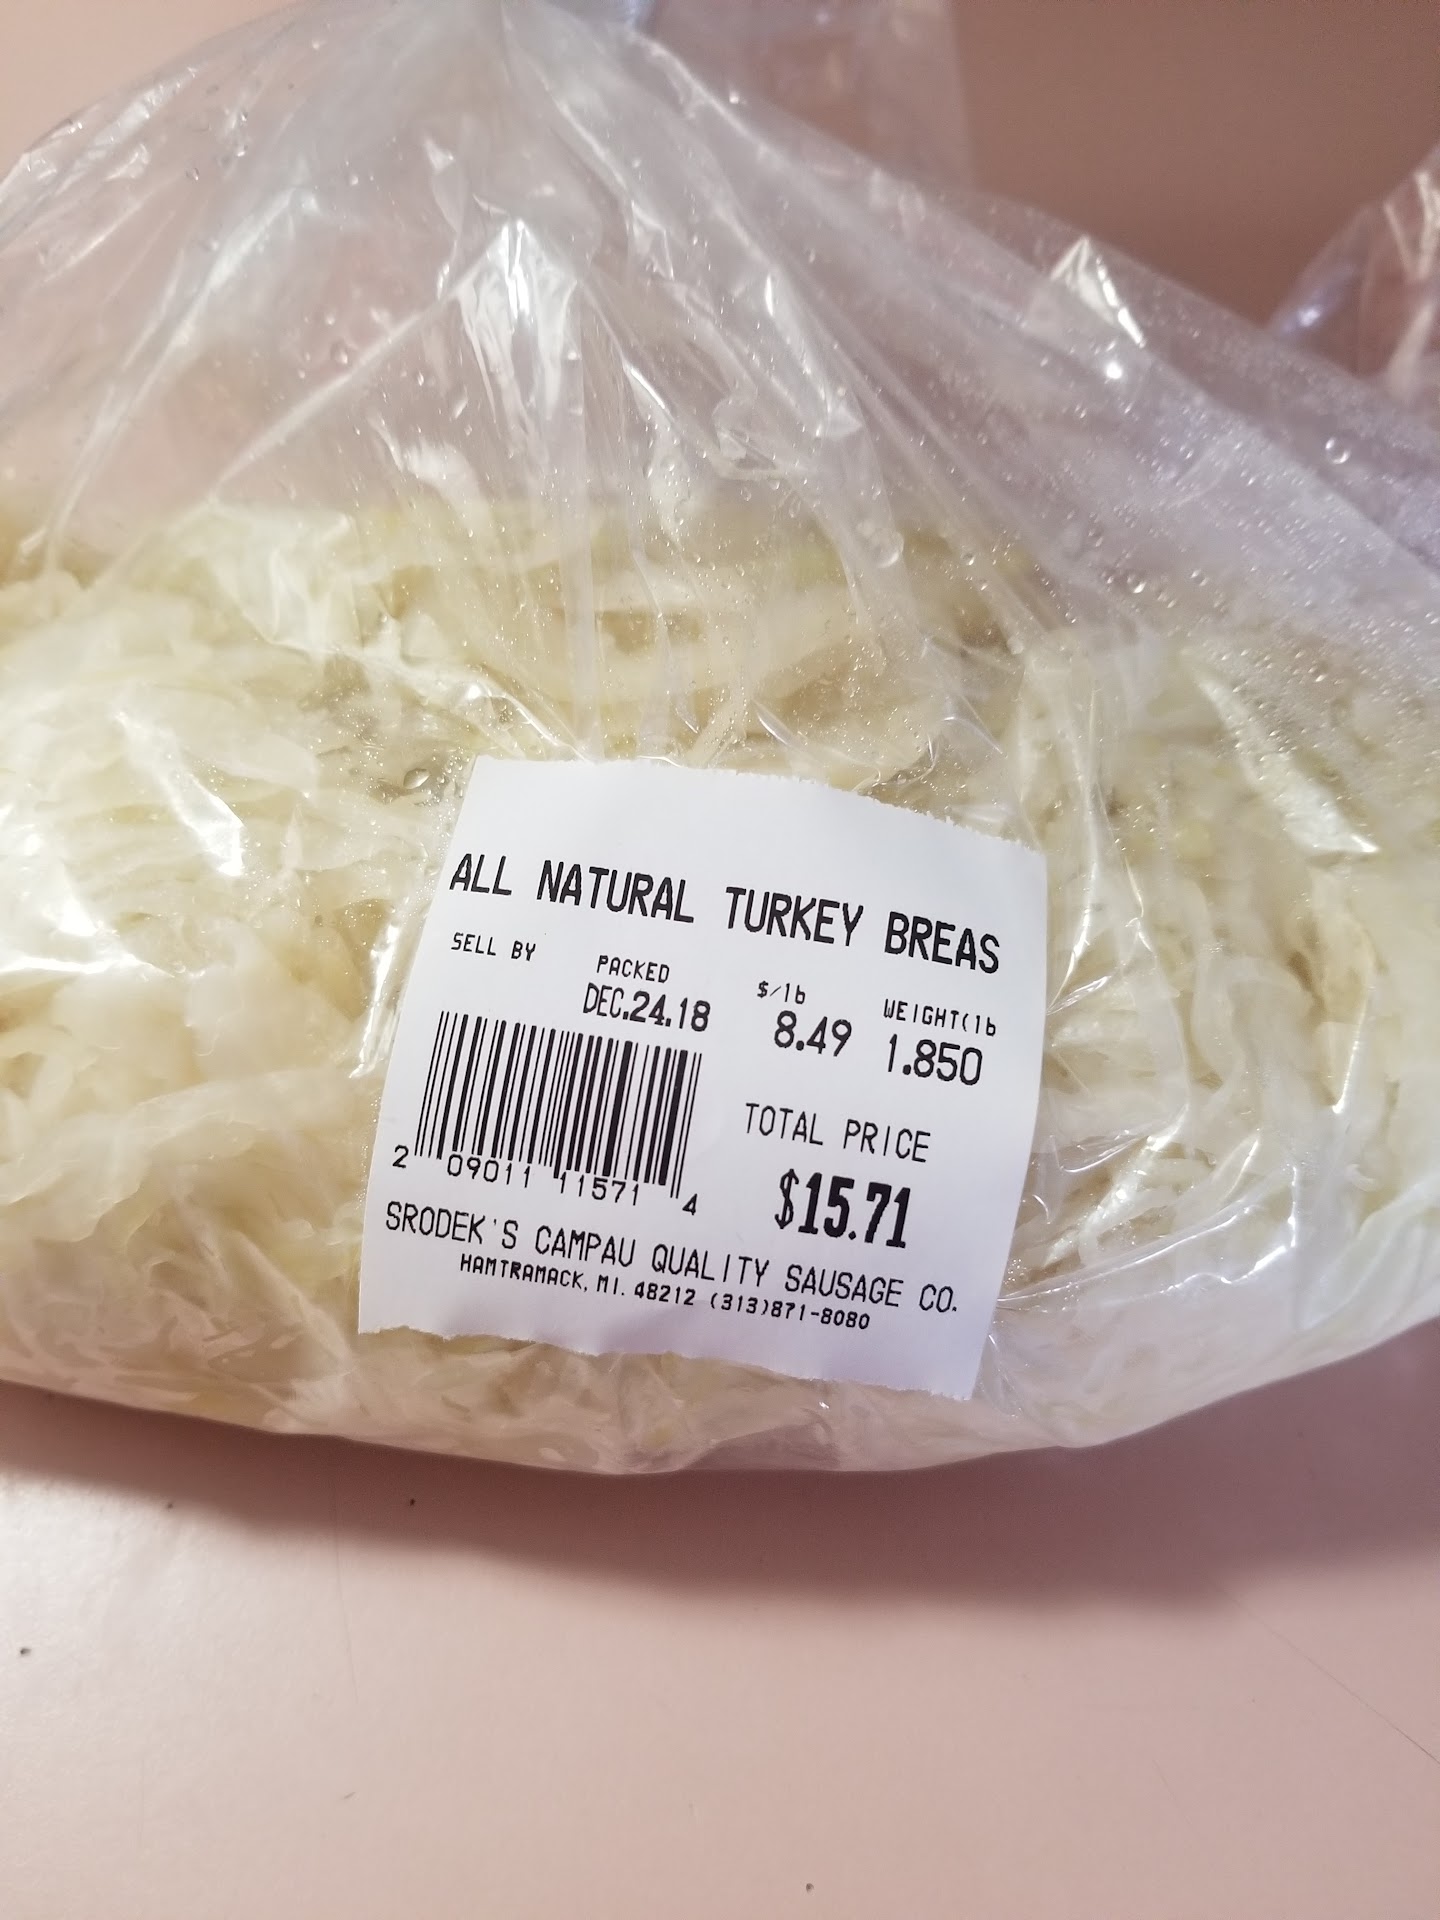 ALL NATURAL TURKEY BREAS
SELL BY PACKED $/lb WEIGHT(lb
DEC.24.18 8.49 1.850
TOTAL PRICE
$15.71
2 09011 11571 4
SRODEK'S CAMPAU QUALITY SAUSAGE CO.
HAMTRAMACK, MI. 48212 (313)871-8080